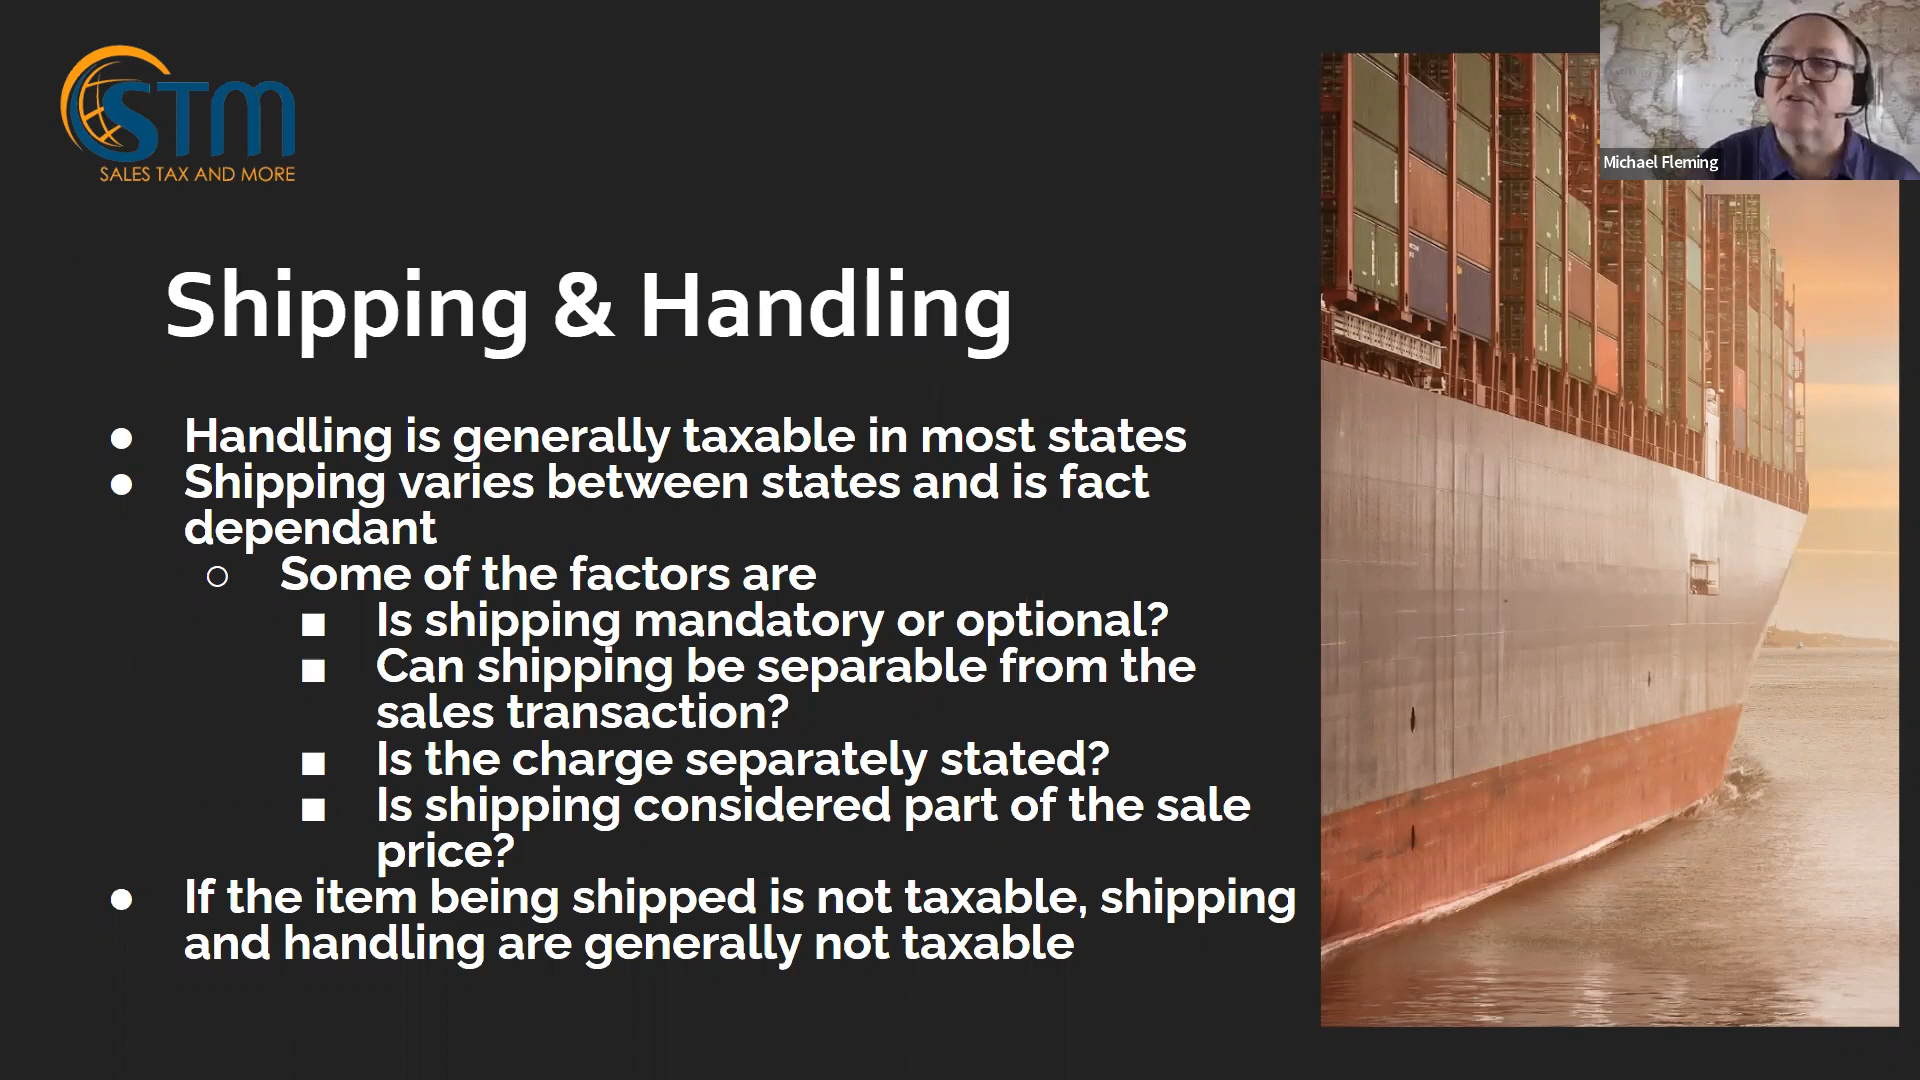 STM
SALES TAX AND MORE
Michael Fleming
Shipping & Handling
● Handling is generally taxable in most states
● Shipping varies between states and is fact
dependant
○ Some of the factors are
■ Is shipping mandatory or optional?
■ Can shipping be separable from the
sales transaction?
■ Is the charge separately stated?
■ Is shipping considered part of the sale
price?
● If the item being shipped is not taxable, shipping
and handling are generally not taxable